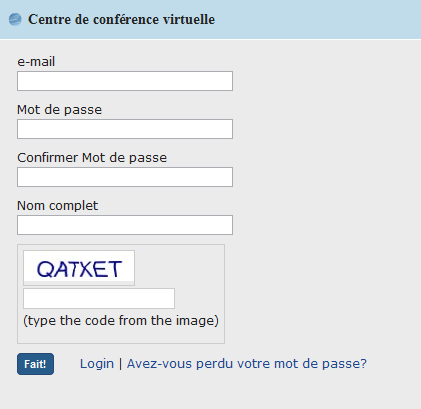 Centre de conférence virtuelle
e-mail
Mot de passe
Confirmer Mot de passe
Nom complet
QATXET
(type the code from the image)
Fait! Login | Avez-vous perdu votre mot de passe?